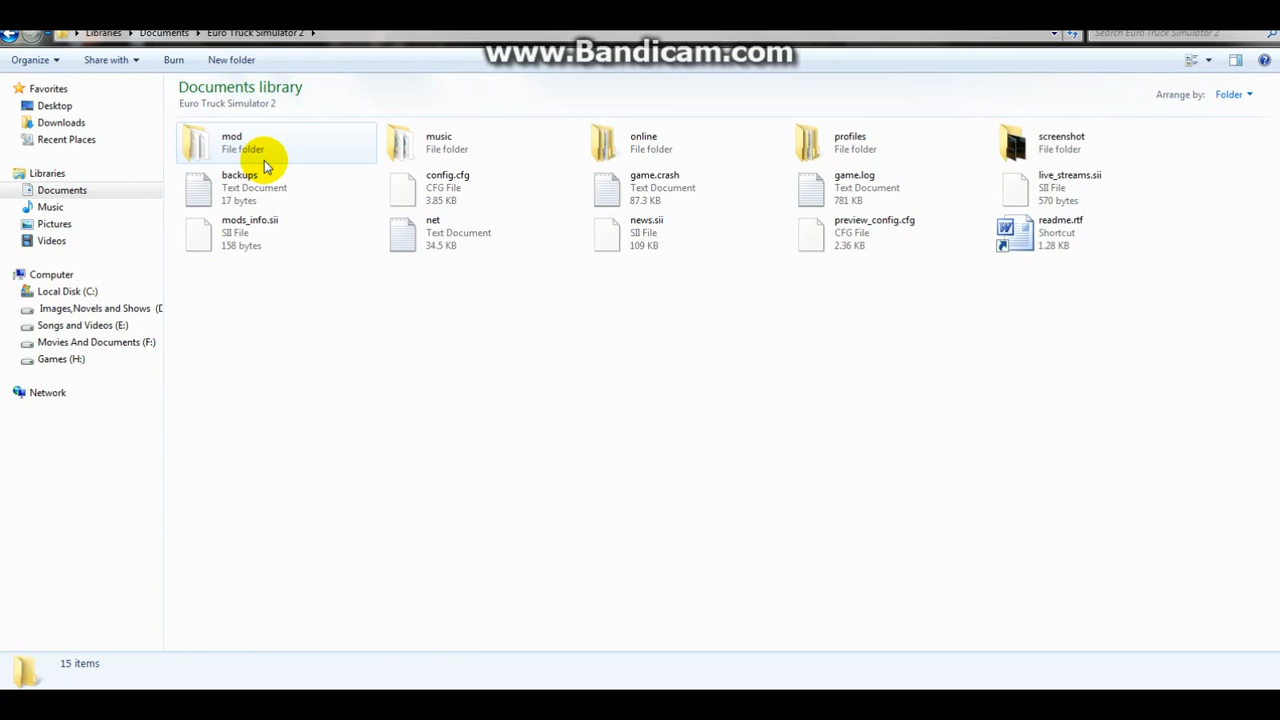 Libraries ▸ Documents ▸ Euro Truck Simulator 2 ▸
Search Euro Truck Simulator 2
www.Bandicam.com
Organize Share with Burn New folder
Favorites
Desktop
Downloads
Recent Places
Libraries
Documents
Music
Pictures
Videos
Computer
Local Disk (C:)
Images,Novels and Shows (D
Songs and Videos (E:)
Movies And Documents (F:)
Games (H:)
Network
Documents library
Euro Truck Simulator 2
Arrange by: Folder
mod
File folder
music
File folder
online
File folder
profiles
File folder
screenshot
File folder
backups
Text Document
17 bytes
config.cfg
CFG File
3.85 KB
game.crash
Text Document
87.3 KB
game.log
Text Document
781 KB
live_streams.sii
SII File
570 bytes
mods_info.sii
SII File
158 bytes
net
Text Document
34.5 KB
news.sii
SII File
109 KB
preview_config.cfg
CFG File
2.36 KB
readme.rtf
Shortcut
1.28 KB
15 items